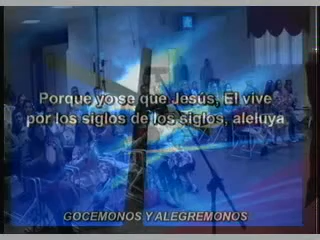 Porque yo se que Jesús, El vive
por los siglos de los siglos, aleluya
GOCEMONOS Y ALEGREMONOS